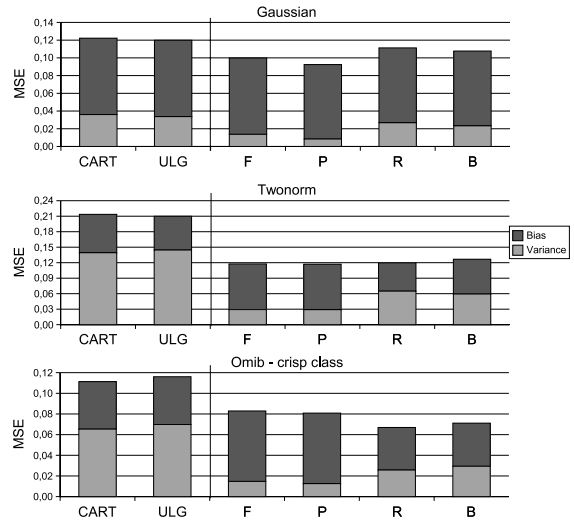 Gaussian
0,14
0,12
0,10
0,08
0,06
0,04
0,02
0,00
MSE
CART ULG F P R B
Twonorm
0,24
0,21
0,18
0,15
0,12
0,09
0,06
0,03
0,00
MSE
CART ULG F P R B
Bias
Variance
Omib - crisp class
0,12
0,10
0,08
0,06
0,04
0,02
0,00
MSE
CART ULG F P R B